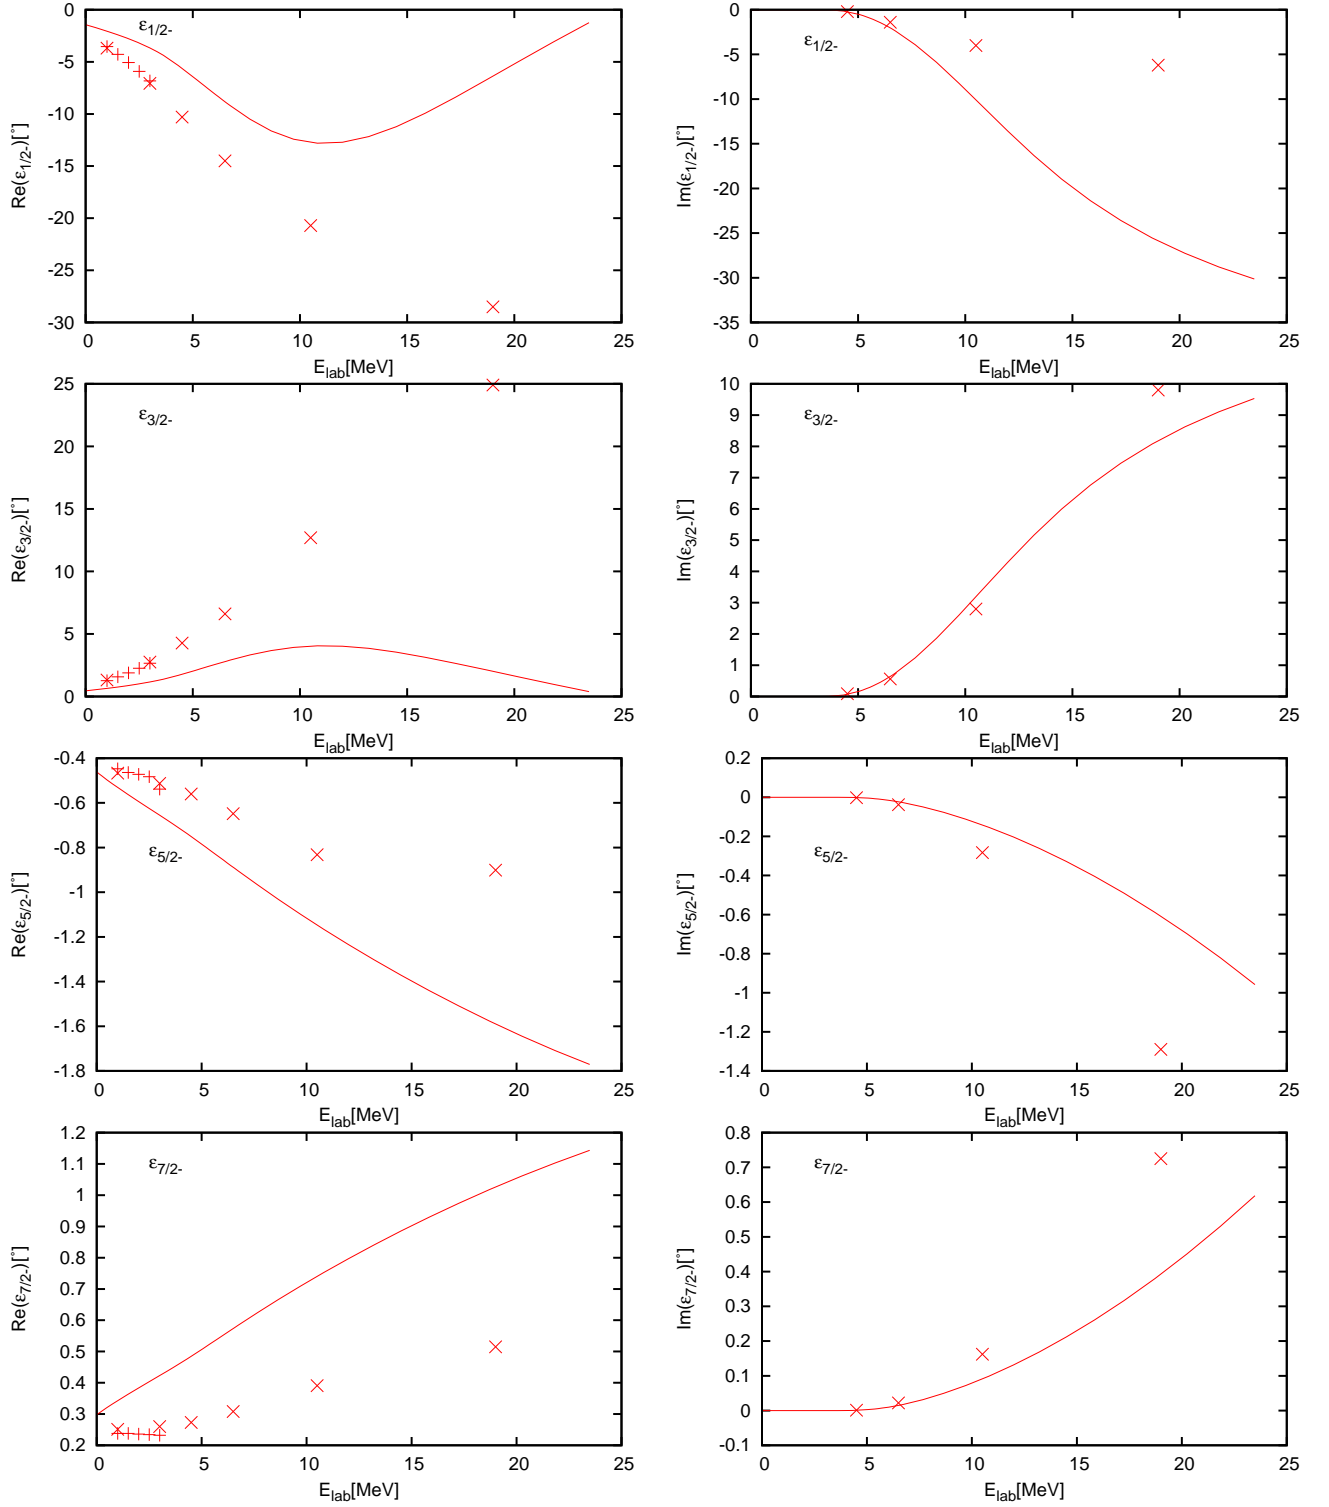 0
-5
-10
-15
-20
-25
-30
0 5 10 15 20 25
Re(ε1/2-)[°]
E_lab[MeV]
ε1/2-
0
-5
-10
-15
-20
-25
-30
-35
0 5 10 15 20 25
Im(ε1/2-)[°]
E_lab[MeV]
ε1/2-
25
20
15
10
5
0
0 5 10 15 20 25
Re(ε3/2-)[°]
E_lab[MeV]
ε3/2-
10
9
8
7
6
5
4
3
2
1
0
0 5 10 15 20 25
Im(ε3/2-)[°]
E_lab[MeV]
ε3/2-
-0.4
-0.6
-0.8
-1
-1.2
-1.4
-1.6
-1.8
0 5 10 15 20 25
Re(ε5/2-)[°]
E_lab[MeV]
ε5/2-
0.2
0
-0.2
-0.4
-0.6
-0.8
-1
-1.2
-1.4
0 5 10 15 20 25
Im(ε5/2-)[°]
E_lab[MeV]
ε5/2-
1.2
1.1
1
0.9
0.8
0.7
0.6
0.5
0.4
0.3
0.2
0 5 10 15 20 25
Re(ε7/2-)[°]
E_lab[MeV]
ε7/2-
0.8
0.7
0.6
0.5
0.4
0.3
0.2
0.1
0
-0.1
0 5 10 15 20 25
Im(ε7/2-)[°]
E_lab[MeV]
ε7/2-